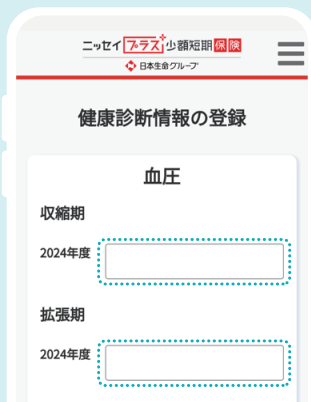 ニッセイプラス少額短期保険
日本生命グループ
健康診断情報の登録
血圧
収縮期
2024年度
拡張期
2024年度